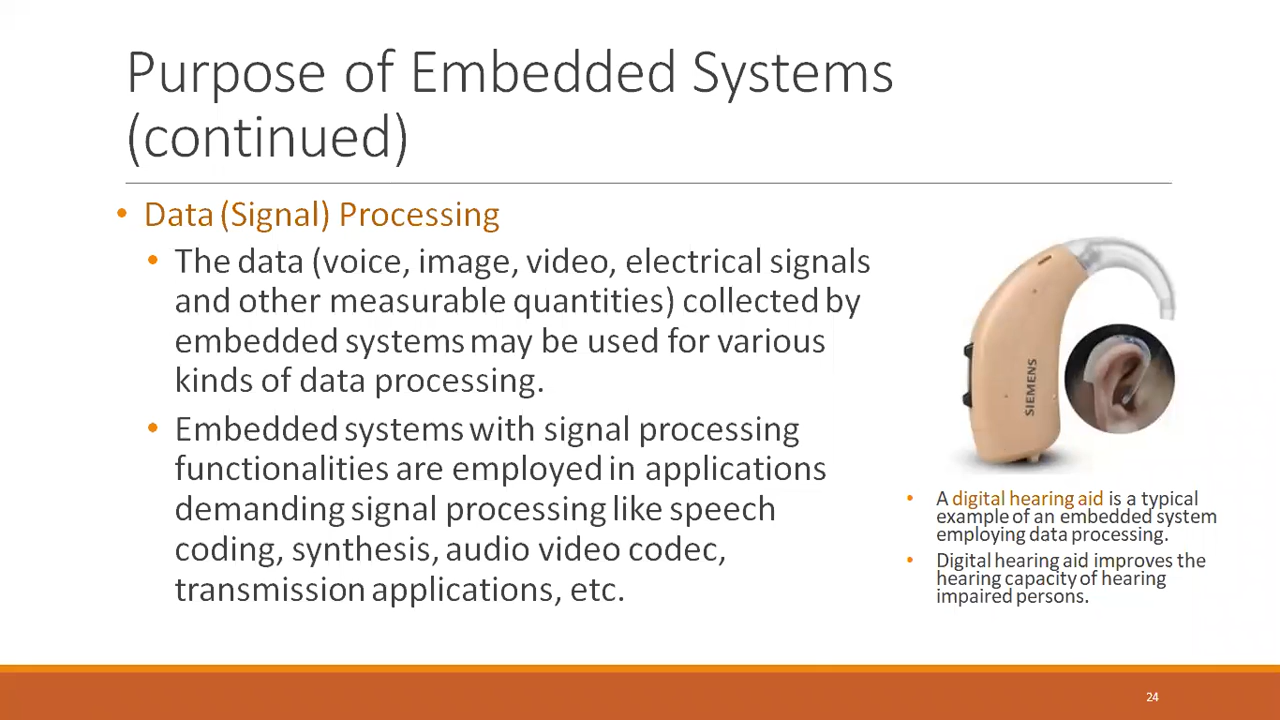 Purpose of Embedded Systems
(continued)
• Data (Signal) Processing
• The data (voice, image, video, electrical signals
and other measurable quantities) collected by
embedded systems may be used for various
kinds of data processing.
• Embedded systems with signal processing
functionalities are employed in applications
demanding signal processing like speech
coding, synthesis, audio video codec,
transmission applications, etc.
SIEMENS
• A digital hearing aid is a typical
example of an embedded system
employing data processing.
• Digital hearing aid improves the
hearing capacity of hearing
impaired persons.
24